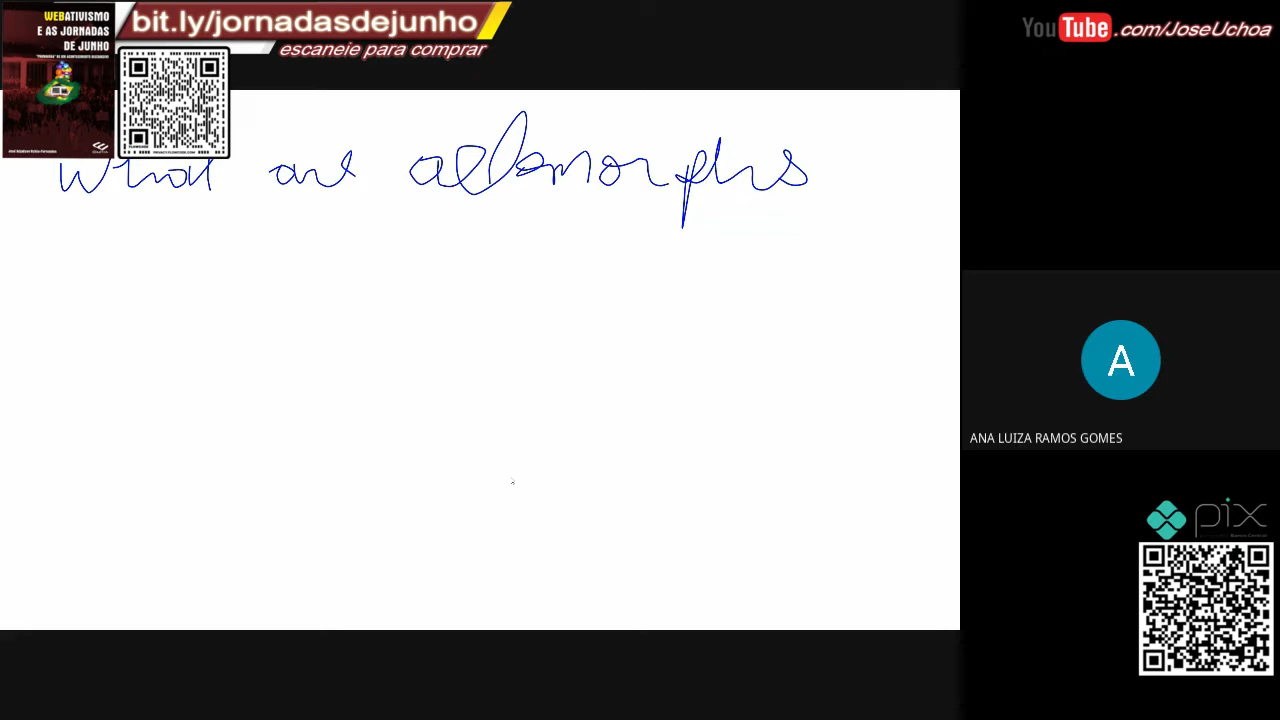 WEBATIVISMO
E AS JORNADAS
DE JUNHO
bit.ly/jornadasdejunho
escaneie para comprar
YouTube.com/JoseUchoa
What are allomorphs
A
ANA LUIZA RAMOS GOMES
pix